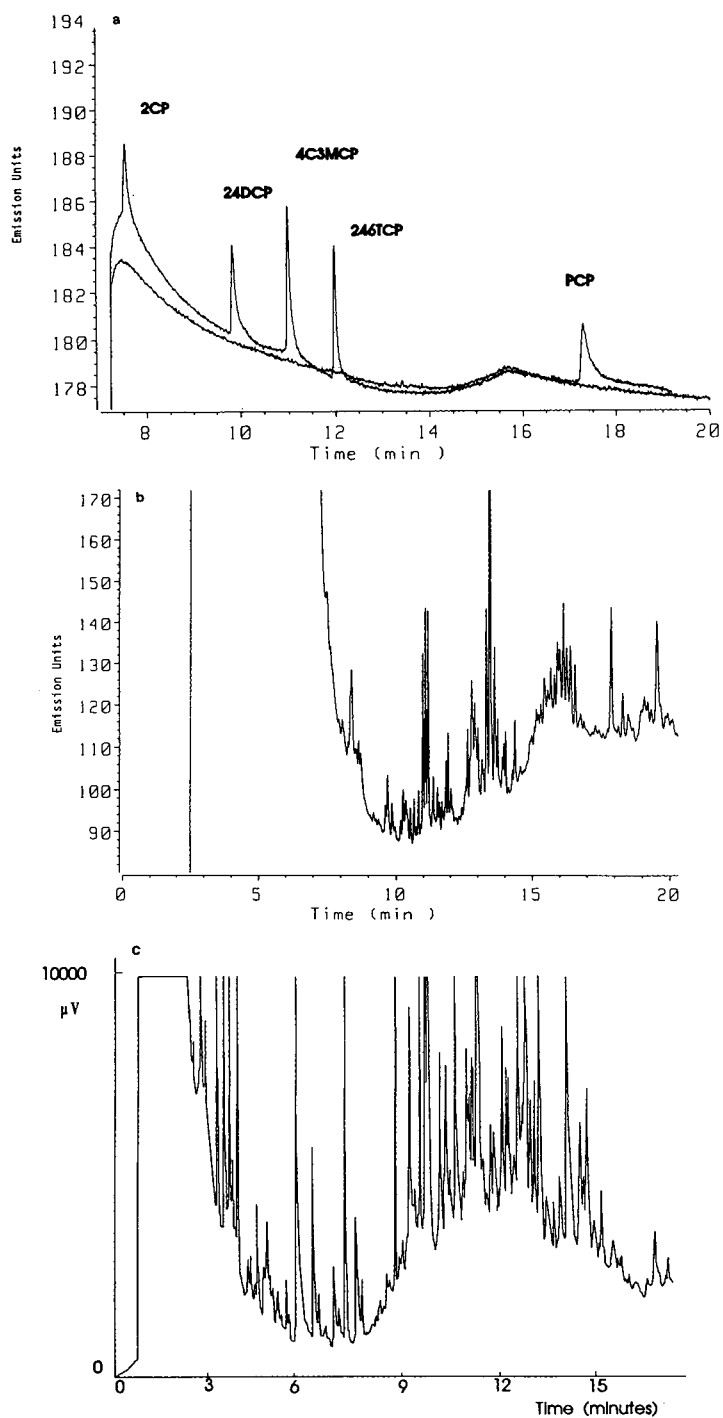 194
a
192
190
188
186
184
182
180
178
Emission Units
2CP
24DCP
4C3MCP
246TCP
PCP
8 10 12 14 16 18 20
Time (min )
170
b
160
150
140
130
120
110
100
90
Emission Units
0 5 10 15 20
Time (min )
c
10000
µV
0
0 3 6 9 12 15
Time (minutes)